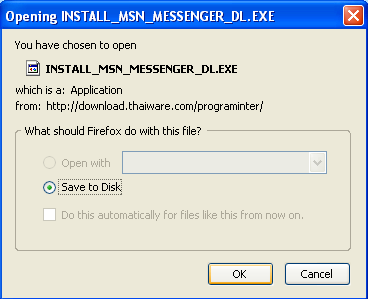 Opening INSTALL_MSN_MESSENGER_DL.EXE
You have chosen to open
INSTALL_MSN_MESSENGER_DL.EXE
which is a: Application
from: http://download.thaiware.com/programinter/
What should Firefox do with this file?
Open with
Save to Disk
Do this automatically for files like this from now on.
OK Cancel